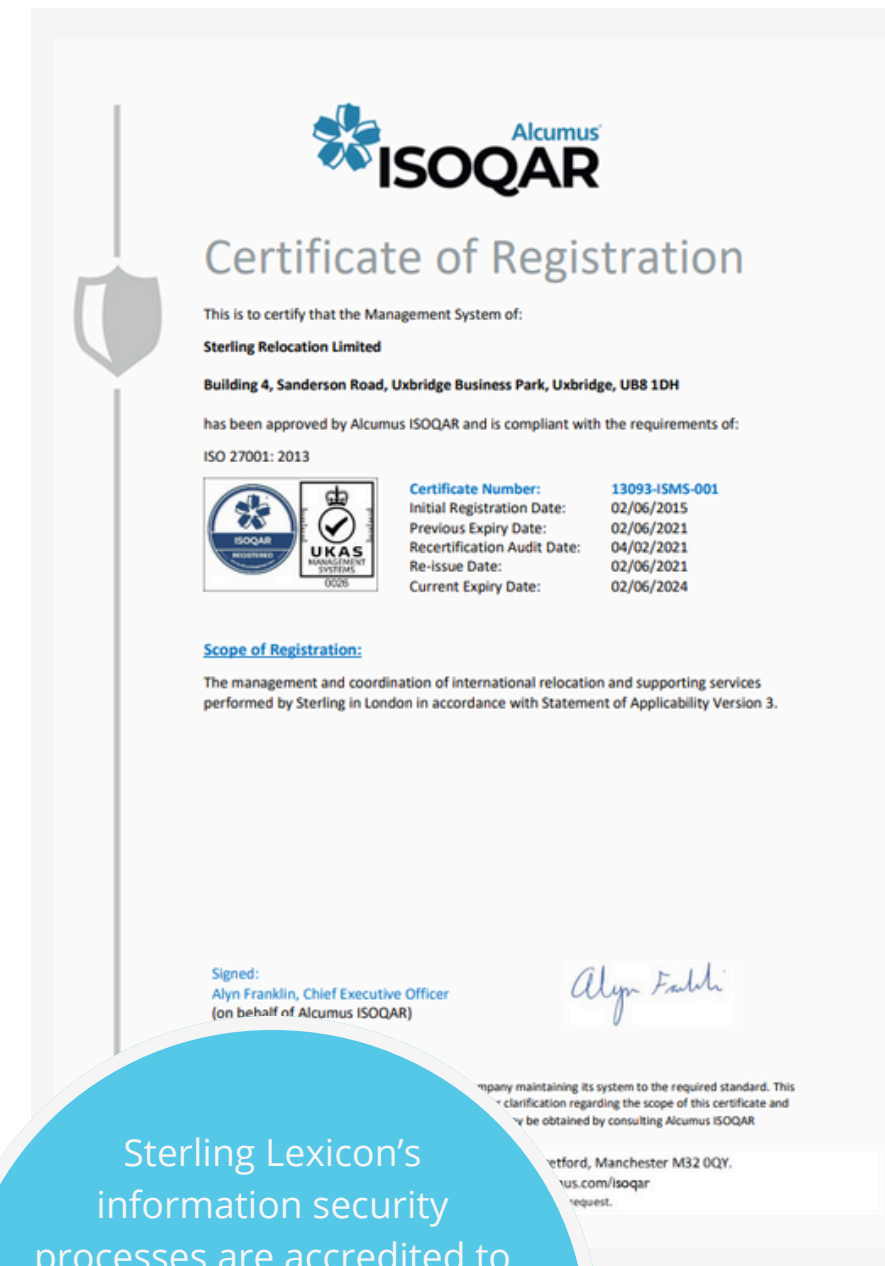 Alcumus
ISOQAR
Certificate of Registration
This is to certify that the Management System of:
Sterling Relocation Limited
Building 4, Sanderson Road, Uxbridge Business Park, Uxbridge, UB8 1DH
has been approved by Alcumus ISOQAR and is compliant with the requirements of:
ISO 27001: 2013
ISOQAR
REGISTERED
UKAS
MANAGEMENT
SYSTEMS
0026
Certificate Number: 13093-ISMS-001
Initial Registration Date: 02/06/2015
Previous Expiry Date: 02/06/2021
Recertification Audit Date: 04/02/2021
Re-issue Date: 02/06/2021
Current Expiry Date: 02/06/2024
Scope of Registration:
The management and coordination of international relocation and supporting services
performed by Sterling in London in accordance with Statement of Applicability Version 3.
Signed:
Alyn Franklin, Chief Executive Officer
(on behalf of Alcumus ISOQAR)
maintaining its system to the required standard. This
clarification regarding the scope of this certificate and
be obtained by consulting Alcumus ISOQAR
Manchester M32 0QY.
.com/isoqar
Sterling Lexicon's
information security
processes are accredited to